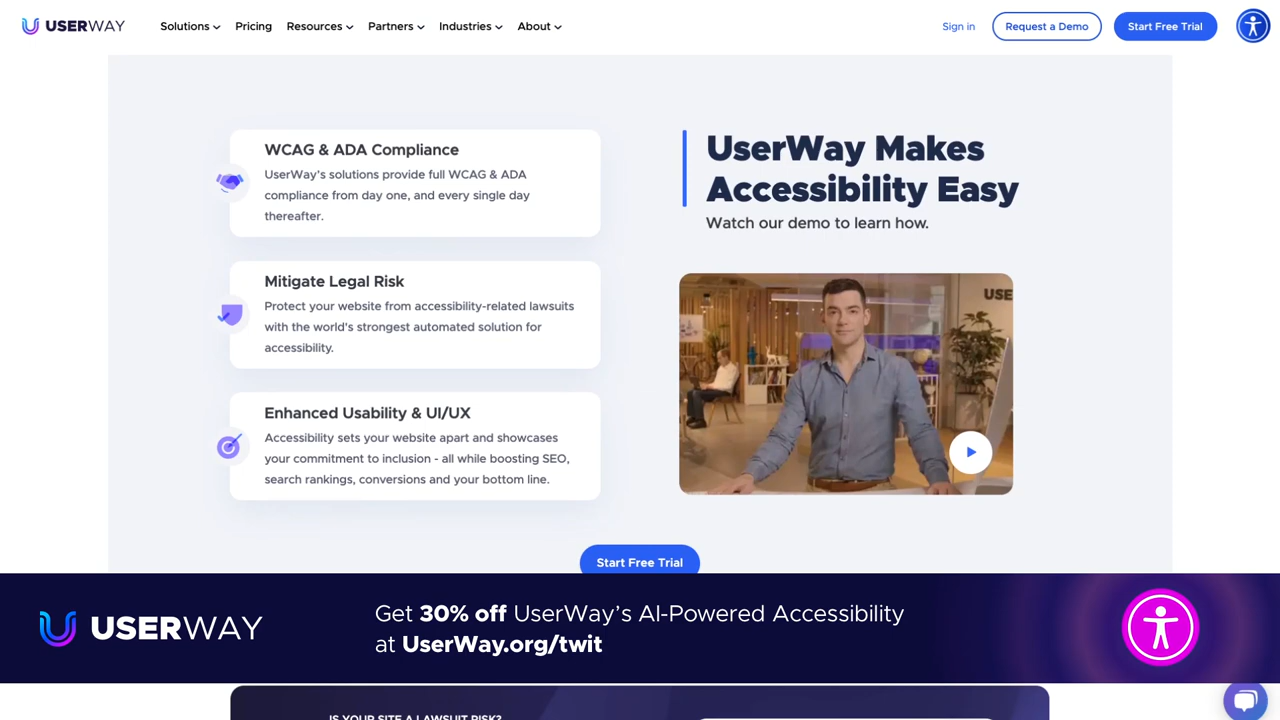 USERWAY
Solutions Pricing Resources Partners Industries About
Sign in Request a Demo Start Free Trial
WCAG & ADA Compliance
UserWay's solutions provide full WCAG & ADA
compliance from day one, and every single day
thereafter.
Mitigate Legal Risk
Protect your website from accessibility-related lawsuits
with the world's strongest automated solution for
accessibility.
Enhanced Usability & UI/UX
Accessibility sets your website apart and showcases
your commitment to inclusion - all while boosting SEO,
search rankings, conversions and your bottom line.
UserWay Makes
Accessibility Easy
Watch our demo to learn how.
USE
Start Free Trial
USERWAY
Get 30% off UserWay’s AI-Powered Accessibility
at UserWay.org/twit
IS YOUR SITE A LAWSUIT RISK?